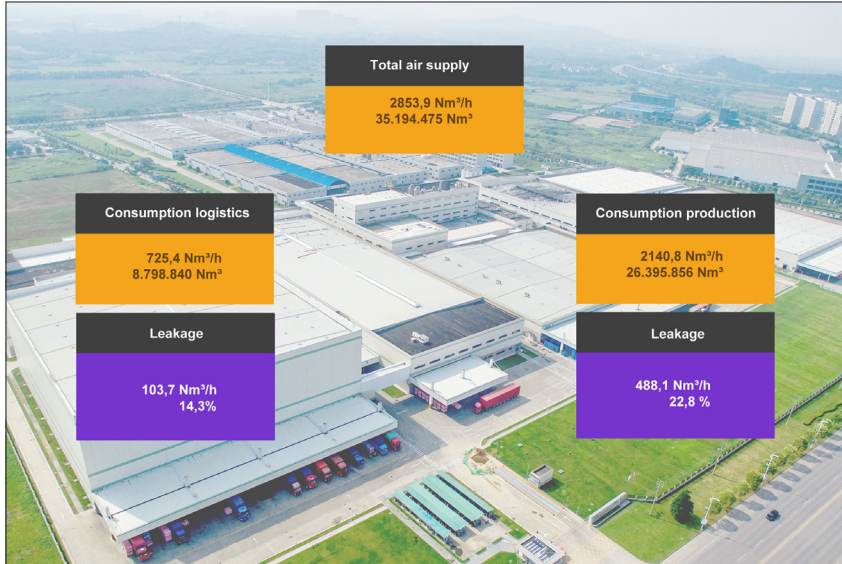 Total air supply
2853,9 Nm³/h
35.194.475 Nm³
Consumption logistics
725,4 Nm³/h
8.798.840 Nm³
Leakage
103,7 Nm³/h
14,3%
Consumption production
2140,8 Nm³/h
26.395.856 Nm³
Leakage
488,1 Nm³/h
22,8 %